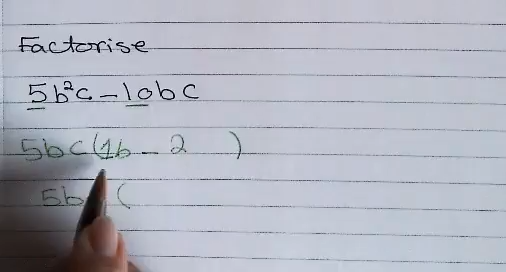 Factorise
5b²c - 10bc
5bc(1b - 2 )
5b (